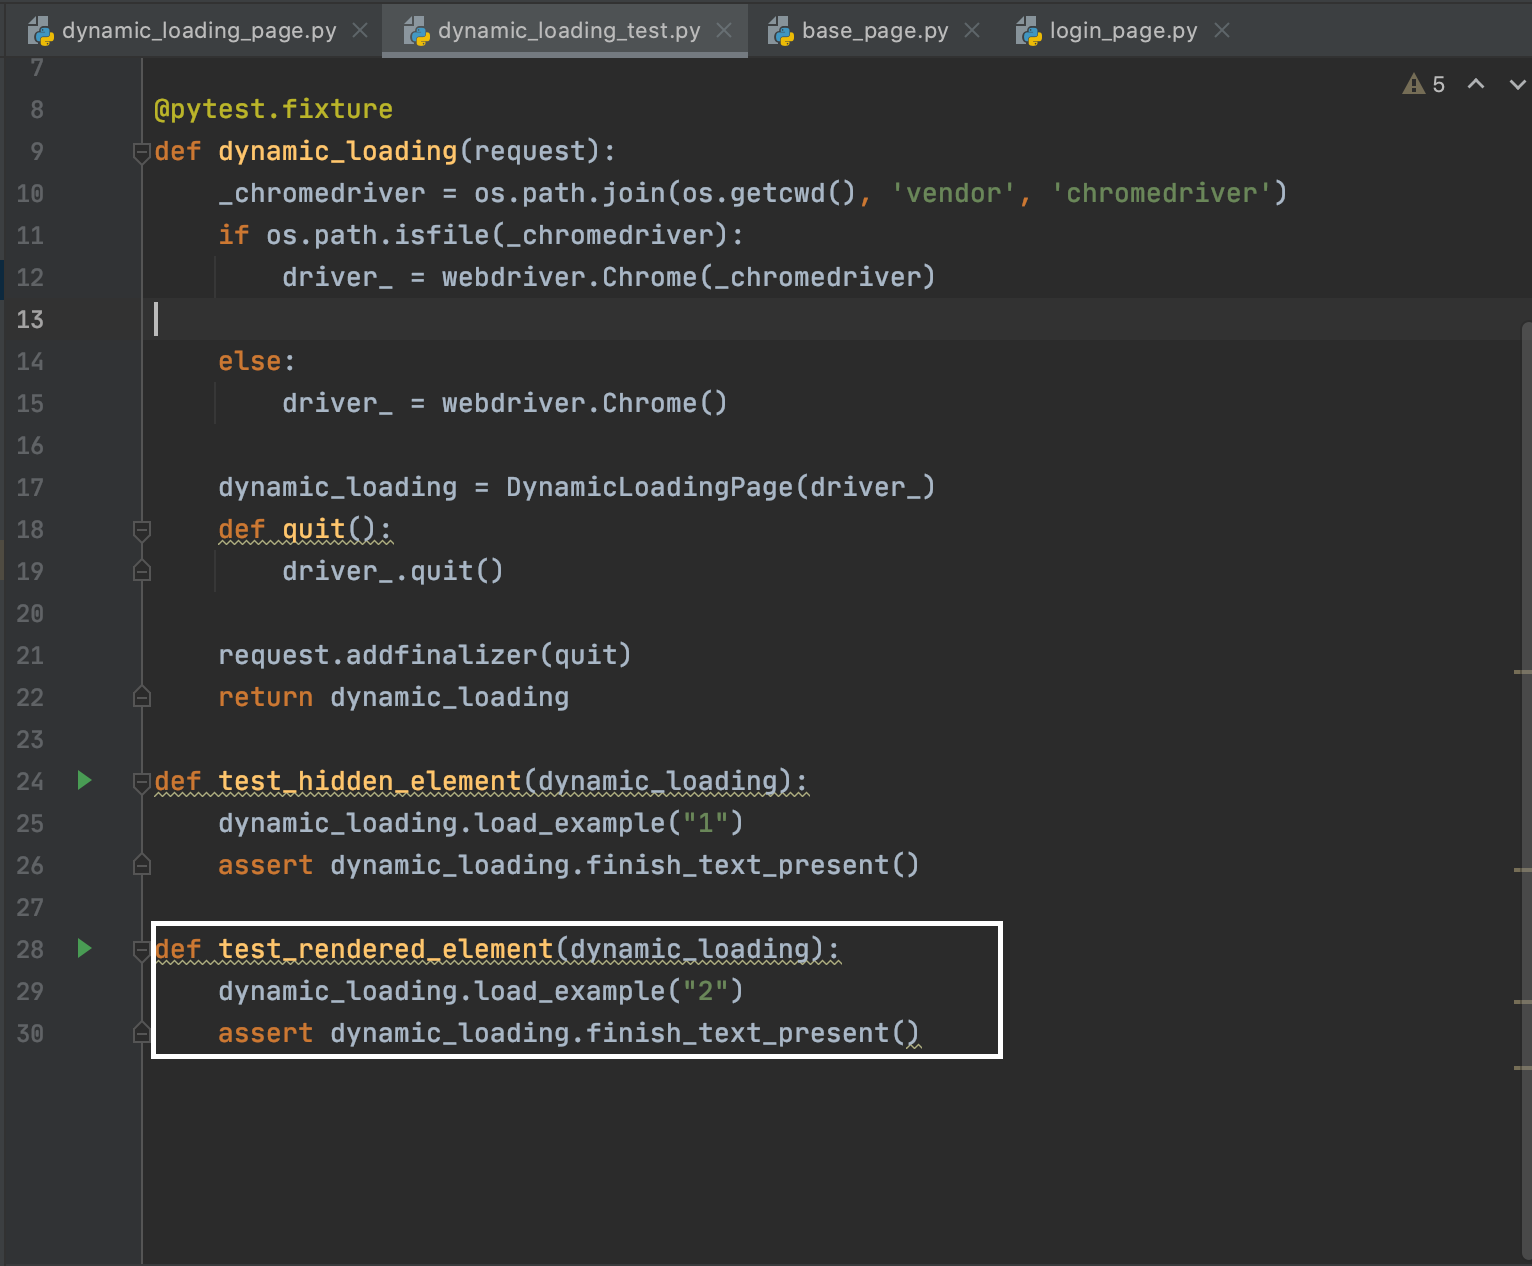 dynamic_loading_page.py dynamic_loading_test.py base_page.py login_page.py
5
7
8 @pytest.fixture
9 def dynamic_loading(request):
10     _chromedriver = os.path.join(os.getcwd(), 'vendor', 'chromedriver')
11     if os.path.isfile(_chromedriver):
12         driver_ = webdriver.Chrome(_chromedriver)
13
14     else:
15         driver_ = webdriver.Chrome()
16
17     dynamic_loading = DynamicLoadingPage(driver_)
18     def quit():
19         driver_.quit()
20
21     request.addfinalizer(quit)
22     return dynamic_loading
23
24 def test_hidden_element(dynamic_loading):
25     dynamic_loading.load_example("1")
26     assert dynamic_loading.finish_text_present()
27
28 def test_rendered_element(dynamic_loading):
29     dynamic_loading.load_example("2")
30     assert dynamic_loading.finish_text_present()